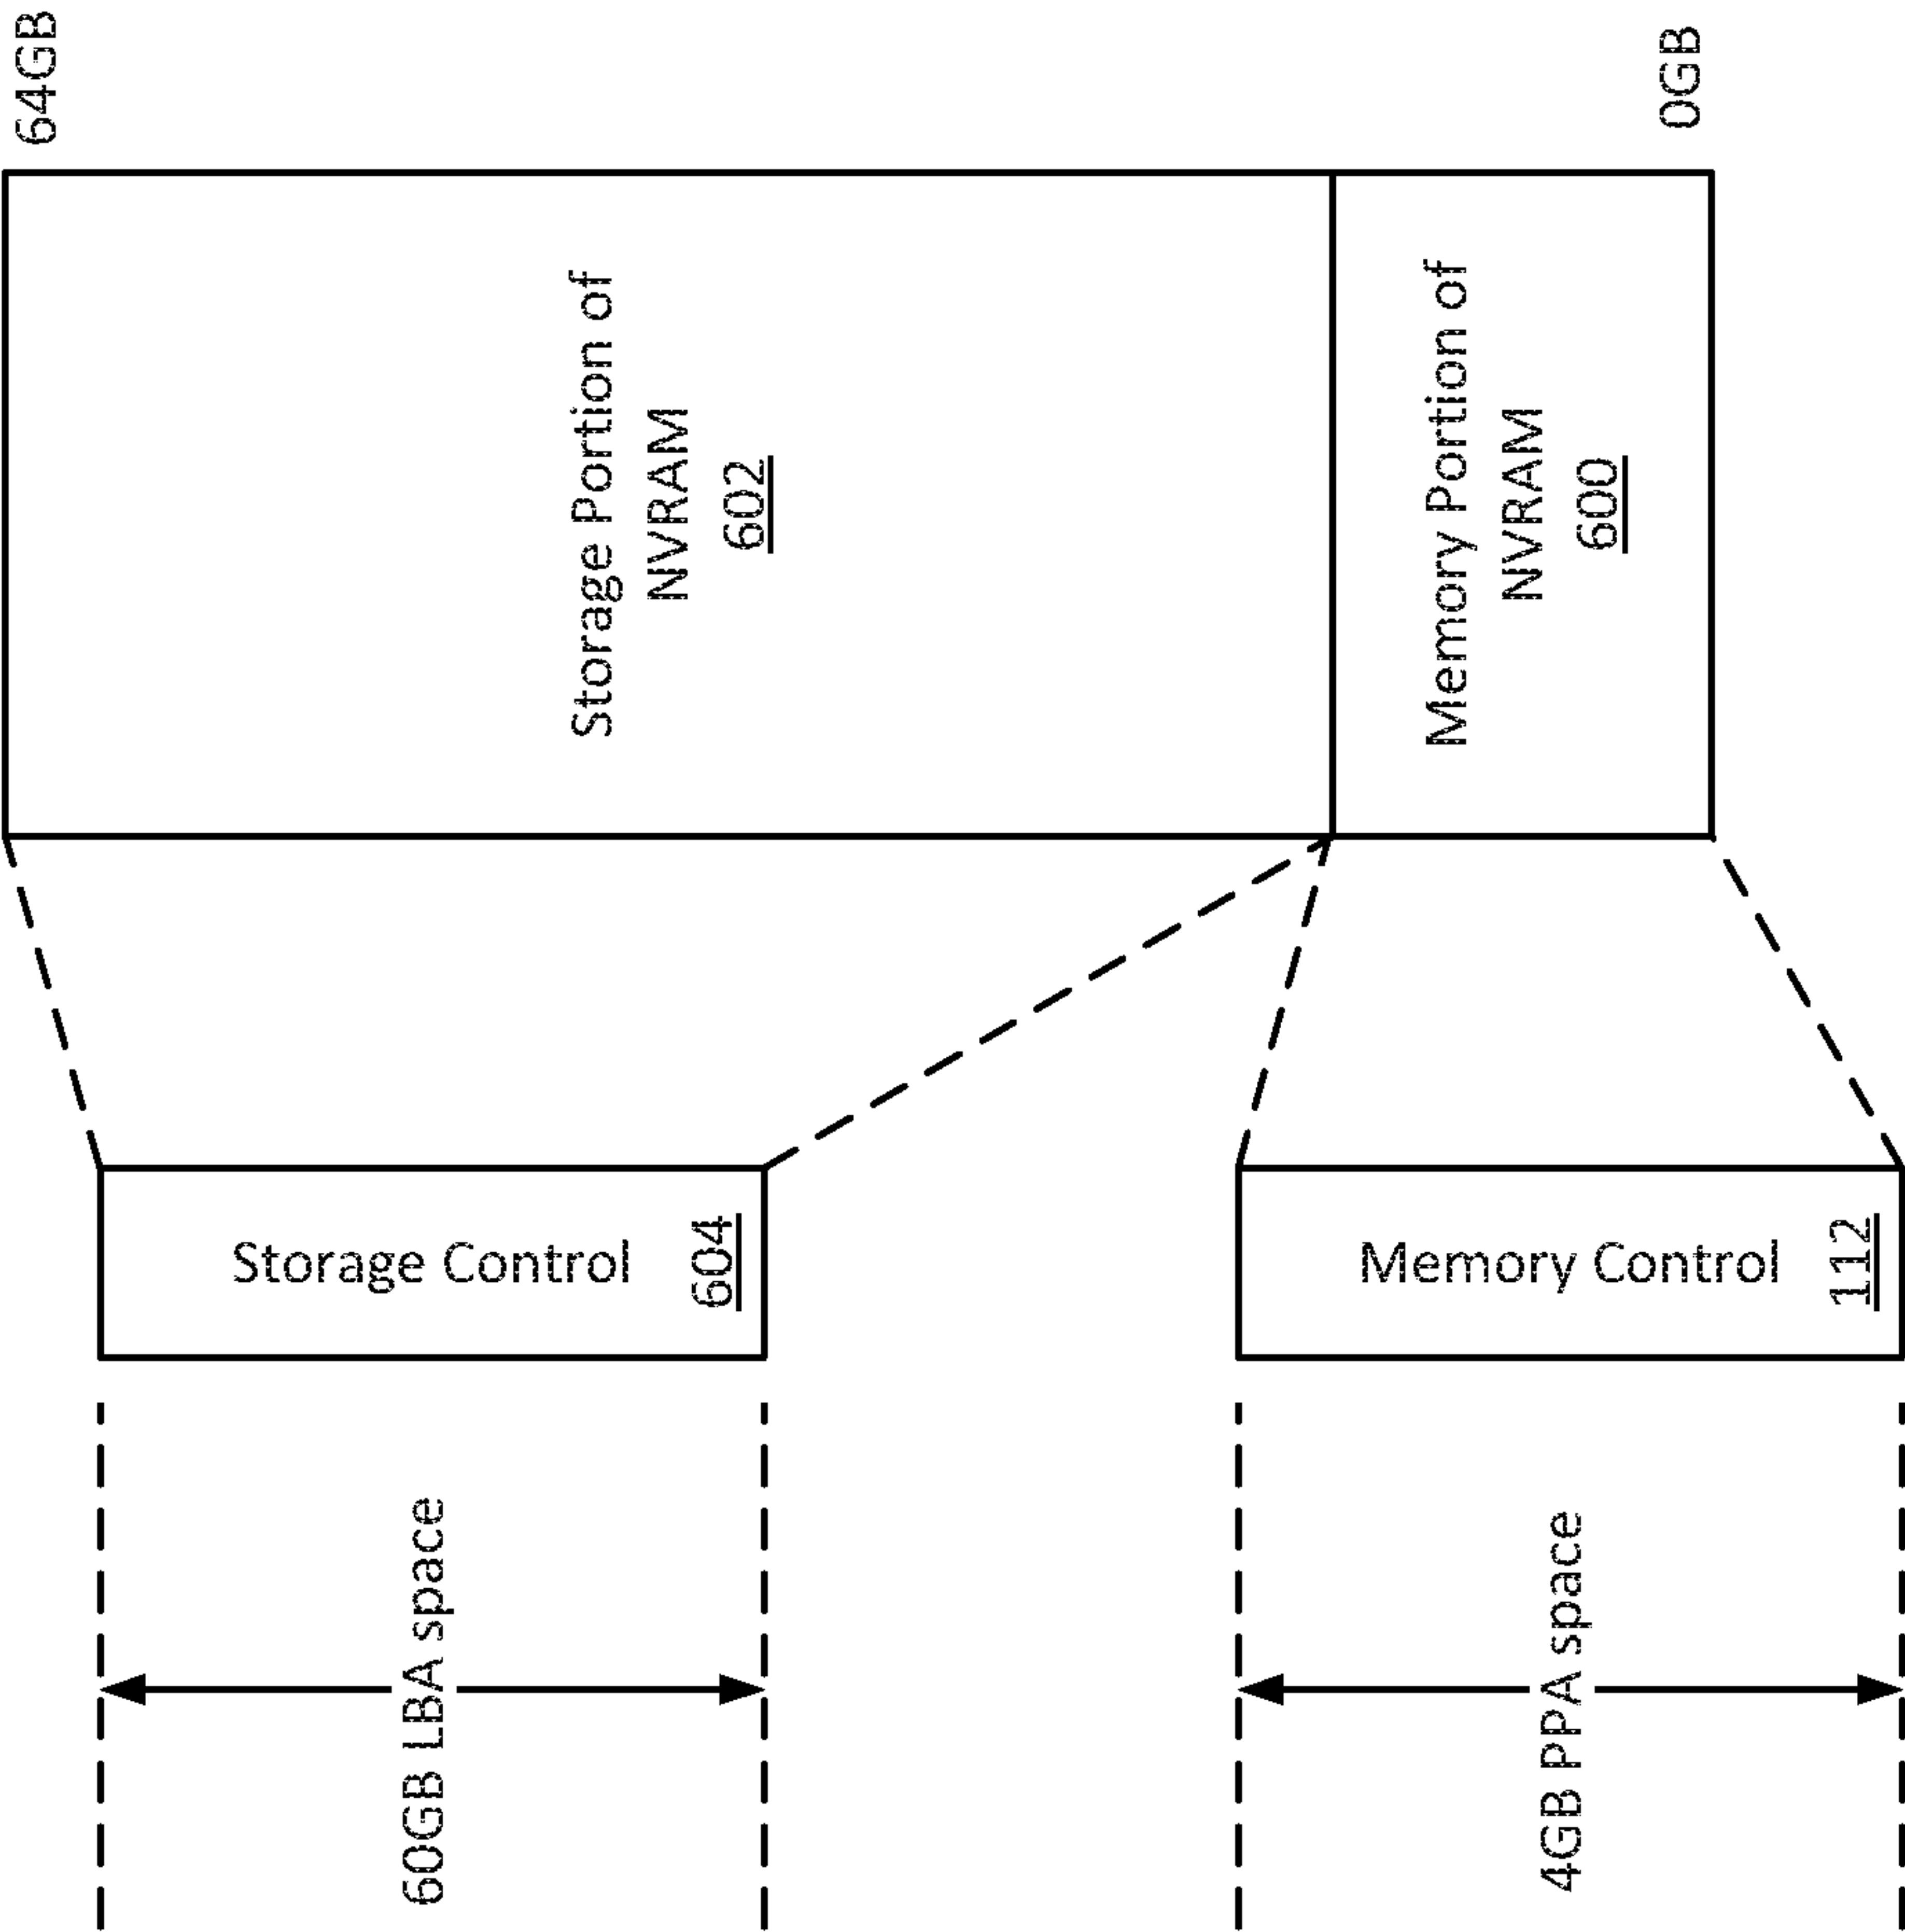 64GB
Storage Portion of
NVRAM
602
Memory Portion of
NVRAM
600
0GB
Storage Control
604
Memory Control
112
60GB LBA space
4GB PPA space